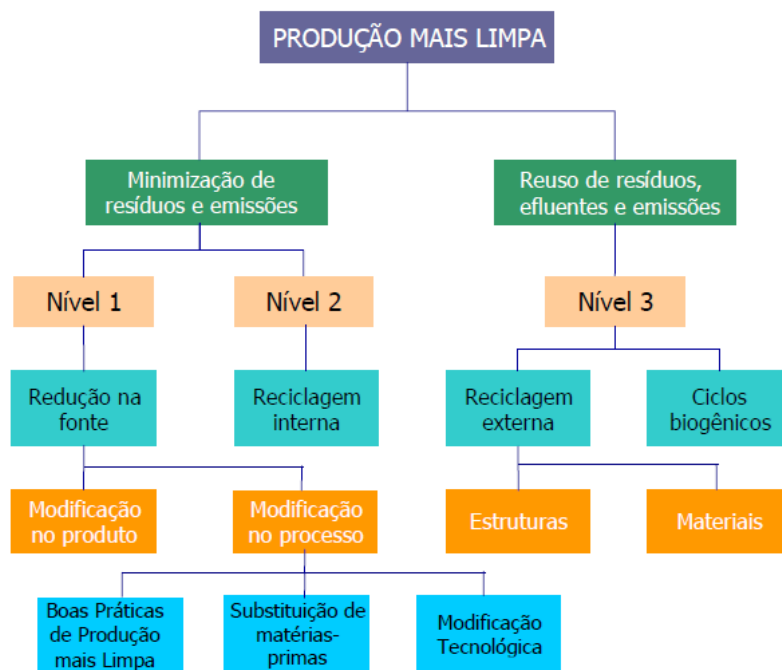 PRODUÇÃO MAIS LIMPA
Minimização de
resíduos e emissões
Reuso de resíduos,
efluentes e emissões
Nível 1
Nível 2
Nível 3
Redução na
fonte
Reciclagem
interna
Reciclagem
externa
Ciclos
biogênicos
Modificação
no produto
Modificação
no processo
Estruturas
Materiais
Boas Práticas
de Produção
mais Limpa
Substituição de
matérias-
primas
Modificação
Tecnológica